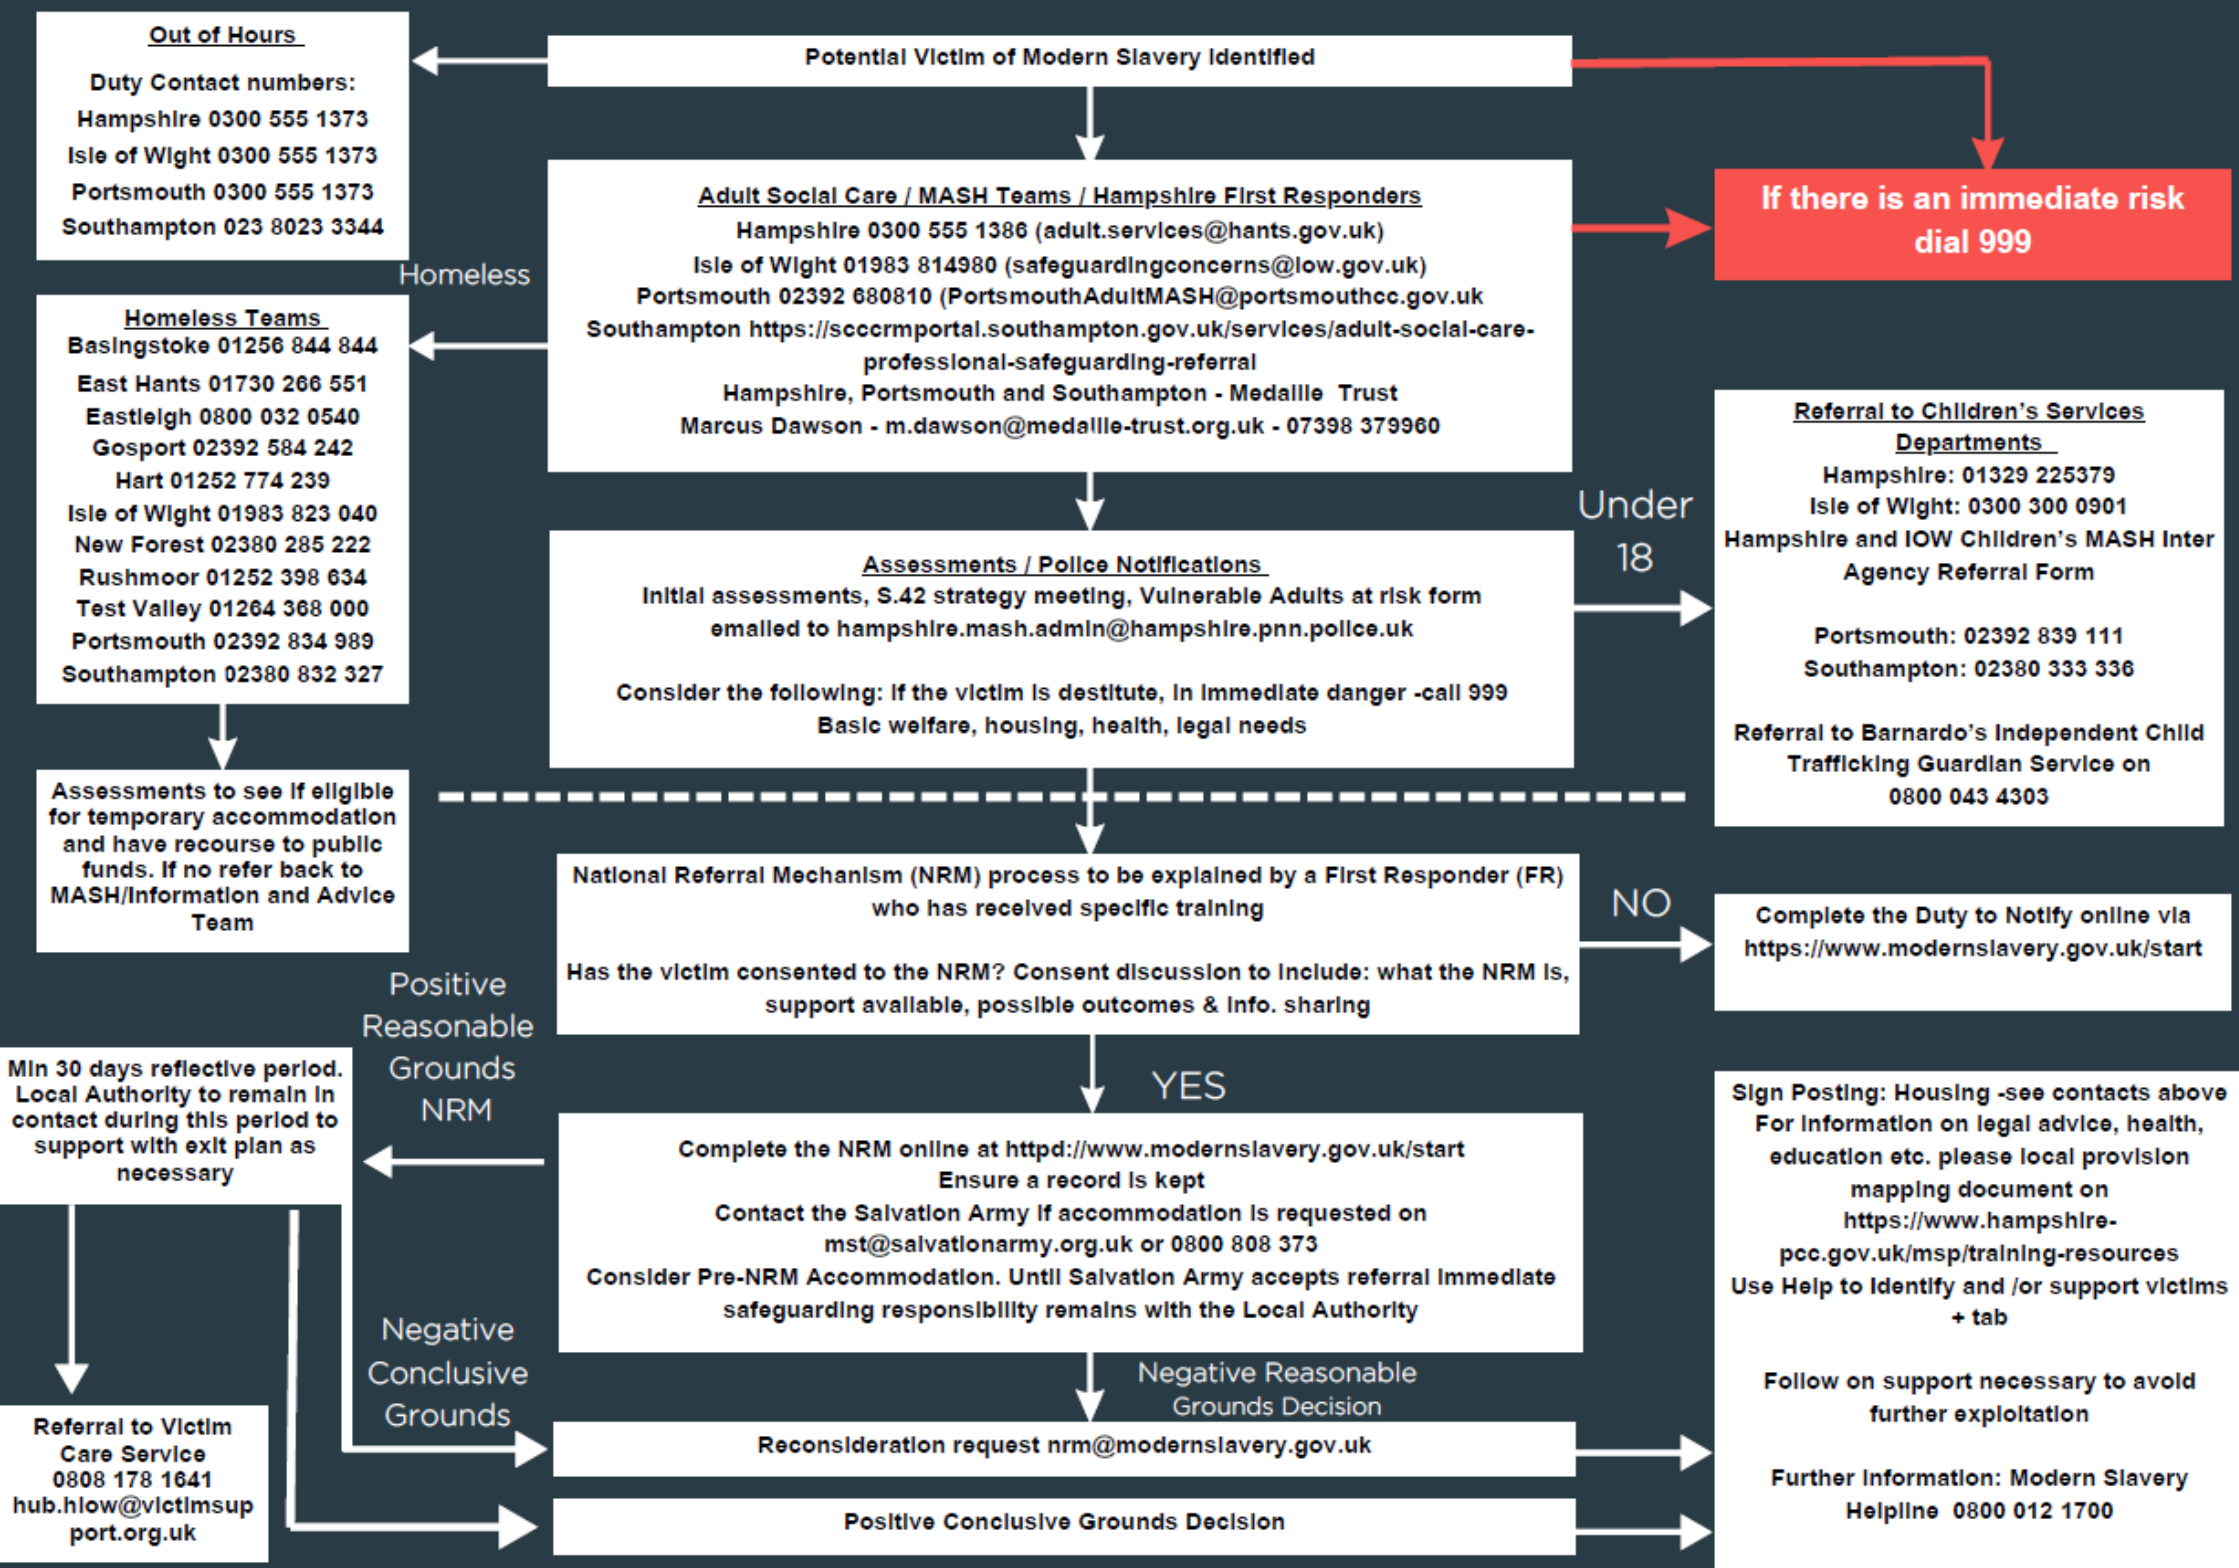 Out of Hours
Duty Contact numbers:
Hampshire 0300 555 1373
Isle of Wight 0300 555 1373
Portsmouth 0300 555 1373
Southampton 023 8023 3344
Potential Victim of Modern Slavery Identified
If there is an immediate risk
dial 999
Adult Social Care / MASH Teams / Hampshire First Responders
Hampshire 0300 555 1386 (adult.services@hants.gov.uk)
Isle of Wight 01983 814980 (safeguardingconcerns@iow.gov.uk)
Portsmouth 02392 680810 (PortsmouthAdultMASH@portsmouthcc.gov.uk
Southampton https://scccrmportal.southampton.gov.uk/services/adult-social-care-
professional-safeguarding-referral
Hampshire, Portsmouth and Southampton - Medaille  Trust
Marcus Dawson - m.dawson@medaille-trust.org.uk - 07398 379960
Homeless
Homeless Teams
Basingstoke 01256 844 844
East Hants 01730 266 551
Eastleigh 0800 032 0540
Gosport 02392 584 242
Hart 01252 774 239
Isle of Wight 01983 823 040
New Forest 02380 285 222
Rushmoor 01252 398 634
Test Valley 01264 368 000
Portsmouth 02392 834 989
Southampton 02380 832 327
Assessments to see if eligible
for temporary accommodation
and have recourse to public
funds. If no refer back to
MASH/Information and Advice
Team
Assessments / Police Notifications
Initial assessments, S.42 strategy meeting, Vulnerable Adults at risk form
emailed to hampshire.mash.admin@hampshire.pnn.police.uk
Consider the following: If the victim is destitute, in immediate danger -call 999
Basic welfare, housing, health, legal needs
Under
18
Referral to Children's Services
Departments
Hampshire: 01329 225379
Isle of Wight: 0300 300 0901
Hampshire and IOW Children's MASH Inter
Agency Referral Form
Portsmouth: 02392 839 111
Southampton: 02380 333 336
Referral to Barnardo's Independent Child
Trafficking Guardian Service on
0800 043 4303
National Referral Mechanism (NRM) process to be explained by a First Responder (FR)
who has received specific training
Has the victim consented to the NRM? Consent discussion to include: what the NRM is,
support available, possible outcomes & info. sharing
NO
Complete the Duty to Notify online via
https://www.modernslavery.gov.uk/start
YES
Complete the NRM online at httpd://www.modernslavery.gov.uk/start
Ensure a record is kept
Contact the Salvation Army if accommodation is requested on
mst@salvationarmy.org.uk or 0800 808 373
Consider Pre-NRM Accommodation. Until Salvation Army accepts referral immediate
safeguarding responsibility remains with the Local Authority
Positive
Reasonable
Grounds
NRM
Min 30 days reflective period.
Local Authority to remain in
contact during this period to
support with exit plan as
necessary
Referral to Victim
Care Service
0808 178 1641
hub.hiow@victimsup
port.org.uk
Negative
Conclusive
Grounds
Negative Reasonable
Grounds Decision
Reconsideration request nrm@modernslavery.gov.uk
Positive Conclusive Grounds Decision
Sign Posting: Housing -see contacts above
For information on legal advice, health,
education etc. please local provision
mapping document on
https://www.hampshire-
pcc.gov.uk/msp/training-resources
Use Help to Identify and /or support victims
+ tab
Follow on support necessary to avoid
further exploitation
Further Information: Modern Slavery
Helpline  0800 012 1700